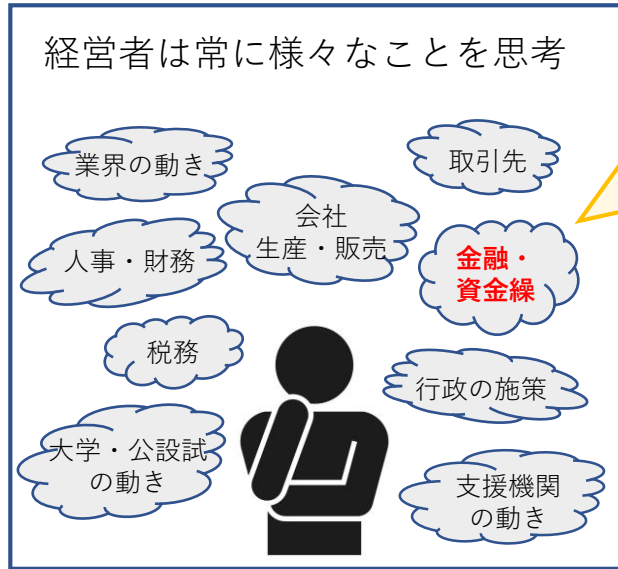 経営者は常に様々なことを思考
業界の動き
取引先
会社
生産・販売
人事・財務
金融・
資金繰
税務
行政の施策
大学・公設試
の動き
支援機関
の動き